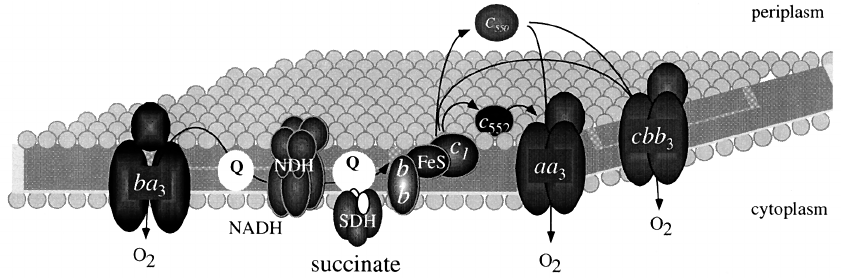 periplasm
c550
c552
ba3
Q
NDH
Q
b
b
FeS
c1
aa3
cbb3
NADH
SDH
succinate
O2
O2
O2
cytoplasm